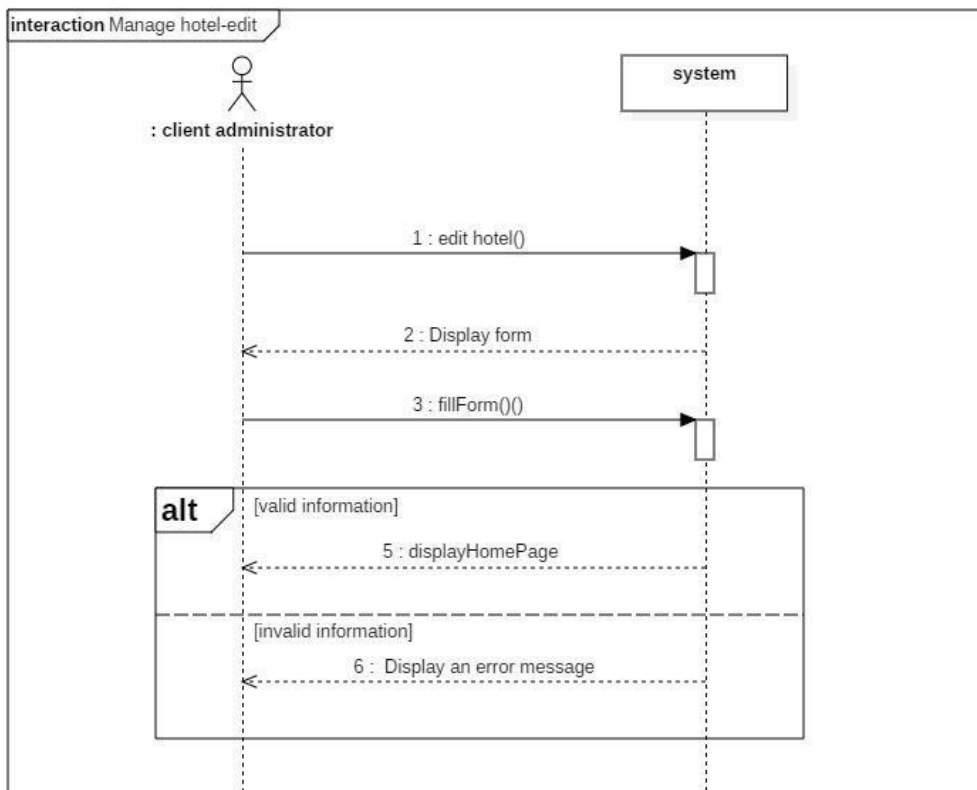 interaction Manage hotel-edit
system
: client administrator
1 : edit hotel()
2 : Display form
3 : fillForm()()
alt
[valid information]
5 : displayHomePage
[invalid information]
6 : Display an error message